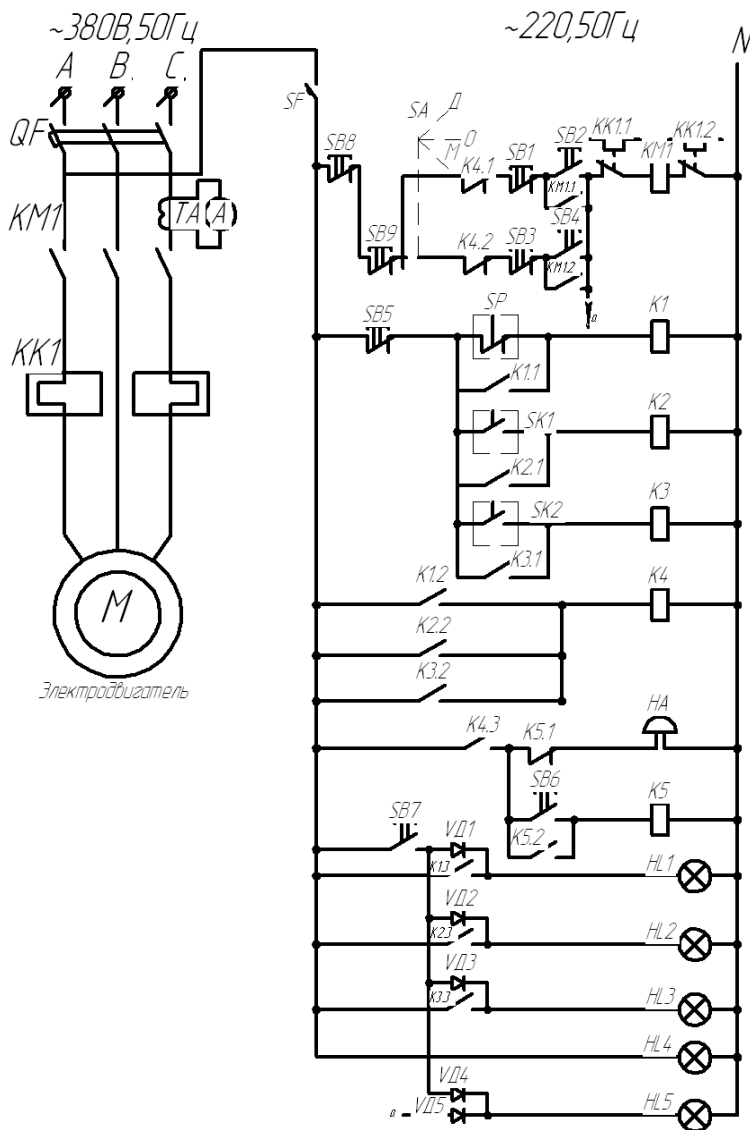 ~380В,50Гц
~220,50Гц
N
A
B.
C.
QF
SF
SA
Д
О
М
SB8
SB9
K4.1
SB1
SB2
KK1.1
KM1
KK1.2
KM1.1
KM1
TA
A
K4.2
SB3
SB4
KM1.2
a
KK1
SB5
SP
K1
K1.1
SK1
K2
K2.1
SK2
K3
K3.1
K1.2
K4
M
K2.2
K3.2
Электродвигатель
K4.3
K5.1
HA
SB6
K5
SB7
VД1
K5.2
K1.3
HL1
VД2
K2.3
HL2
VД3
K3.3
HL3
HL4
VД4
a
VД5
HL5